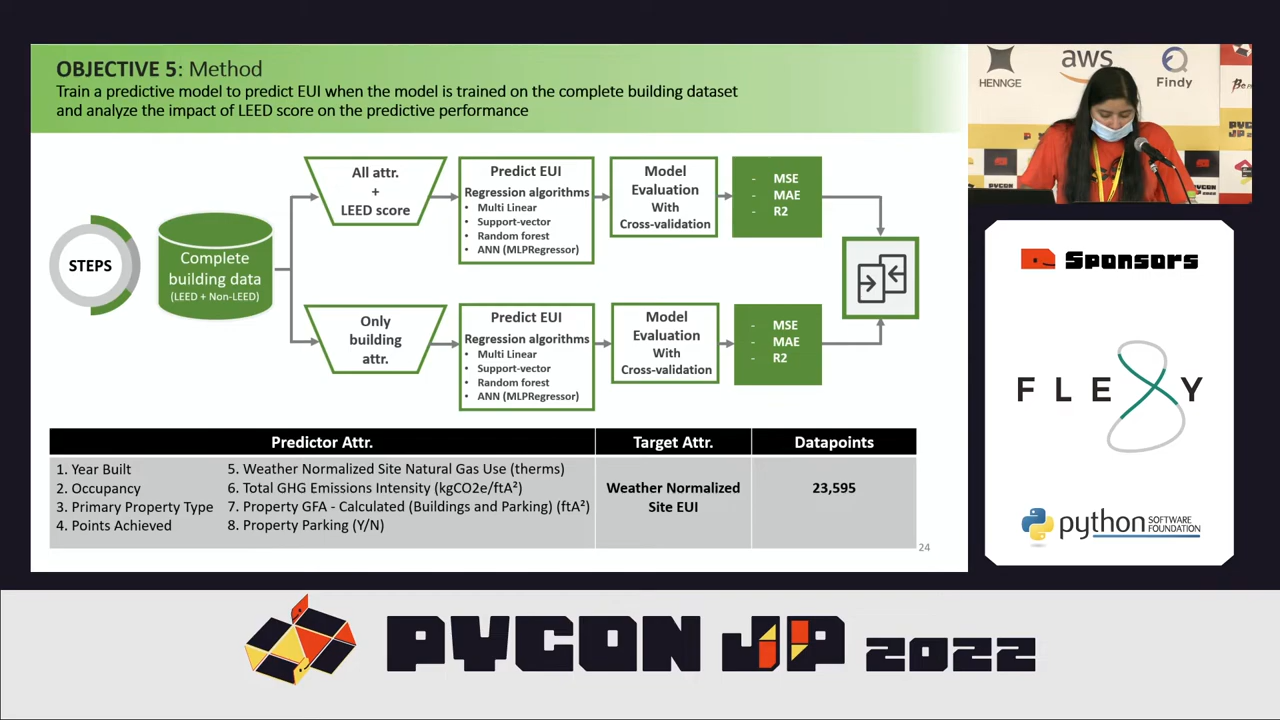 OBJECTIVE 5: Method
Train a predictive model to predict EUI when the model is trained on the complete building dataset
and analyze the impact of LEED score on the predictive performance
STEPS
Complete
building data
(LEED + Non-LEED)
All attr.
+
LEED score
Predict EUI
Regression algorithms
• Multi Linear
• Support-vector
• Random forest
• ANN (MLPRegressor)
Model
Evaluation
With
Cross-validation
- MSE
- MAE
- R2
Only
building
attr.
Predict EUI
Regression algorithms
• Multi Linear
• Support-vector
• Random forest
• ANN (MLPRegressor)
Model
Evaluation
With
Cross-validation
- MSE
- MAE
- R2
Predictor Attr.
Target Attr.
Datapoints
1. Year Built
2. Occupancy
3. Primary Property Type
4. Points Achieved
5. Weather Normalized Site Natural Gas Use (therms)
6. Total GHG Emissions Intensity (kgCO2e/ftA²)
7. Property GFA - Calculated (Buildings and Parking) (ftA²)
8. Property Parking (Y/N)
Weather Normalized
Site EUI
23,595
24
HENNGE
aws
Findy
Sponsors
FLEXY
python
SOFTWARE
FOUNDATION
PYCON JP 2022